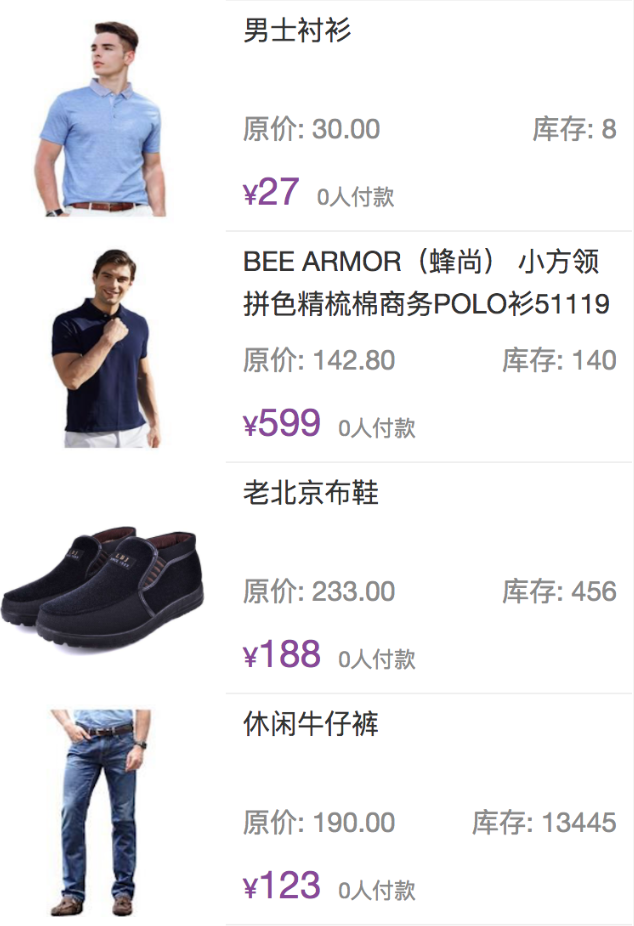 男士衬衫
原价: 30.00 库存: 8
¥27 0人付款
BEE ARMOR（蜂尚） 小方领
拼色精梳棉商务POLO衫51119
原价: 142.80 库存: 140
¥599 0人付款
老北京布鞋
原价: 233.00 库存: 456
¥188 0人付款
休闲牛仔裤
原价: 190.00 库存: 13445
¥123 0人付款